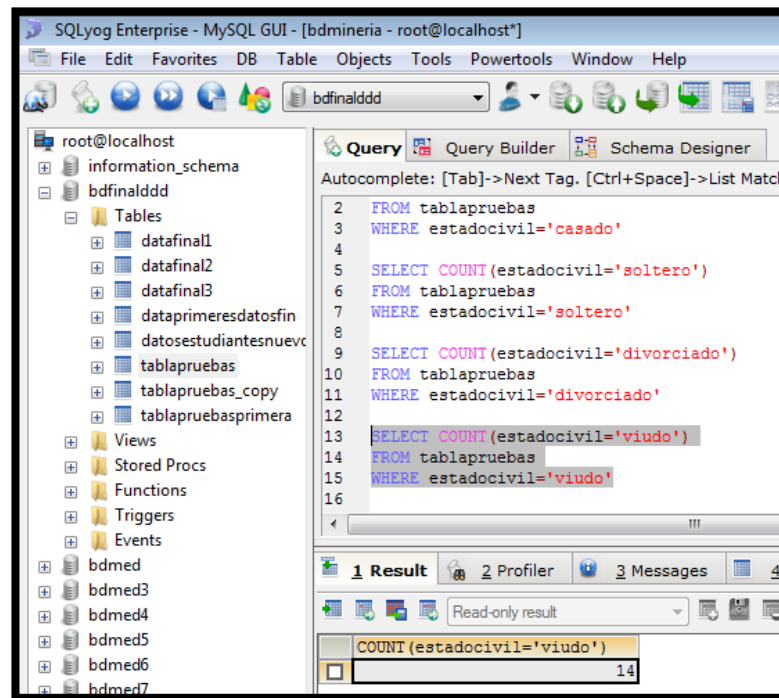 SQLyog Enterprise - MySQL GUI - [bdmineria - root@localhost*]
File Edit Favorites DB Table Objects Tools Powertools Window Help
bdfinalddd
root@localhost
information_schema
bdfinalddd
Tables
datafinal1
datafinal2
datafinal3
dataprimeresdatosfin
datosestudiantesnuevo
tablapruebas
tablapruebas_copy
tablapruebasprimera
Views
Stored Procs
Functions
Triggers
Events
bdmed
bdmed3
bdmed4
bdmed5
bdmed6
bdmed7
Query Query Builder Schema Designer
Autocomplete: [Tab]->Next Tag. [Ctrl+Space]->List Match
2 FROM tablapruebas
3 WHERE estadocivil='casado'
4
5 SELECT COUNT(estadocivil='soltero')
6 FROM tablapruebas
7 WHERE estadocivil='soltero'
8
9 SELECT COUNT(estadocivil='divorciado')
10 FROM tablapruebas
11 WHERE estadocivil='divorciado'
12
13 SELECT COUNT(estadocivil='viudo')
14 FROM tablapruebas
15 WHERE estadocivil='viudo'
16
1 Result 2 Profiler 3 Messages 4
Read-only result
COUNT(estadocivil='viudo')
14